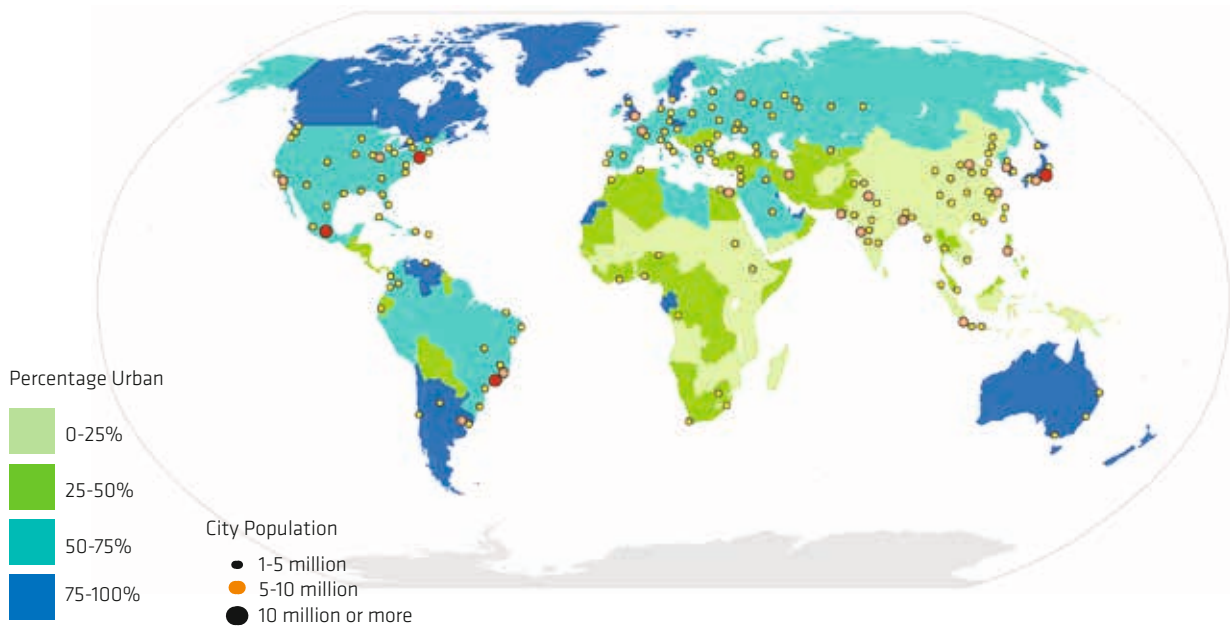 Percentage Urban
0-25%
25-50%
50-75%
75-100%
City Population
1-5 million
5-10 million
10 million or more